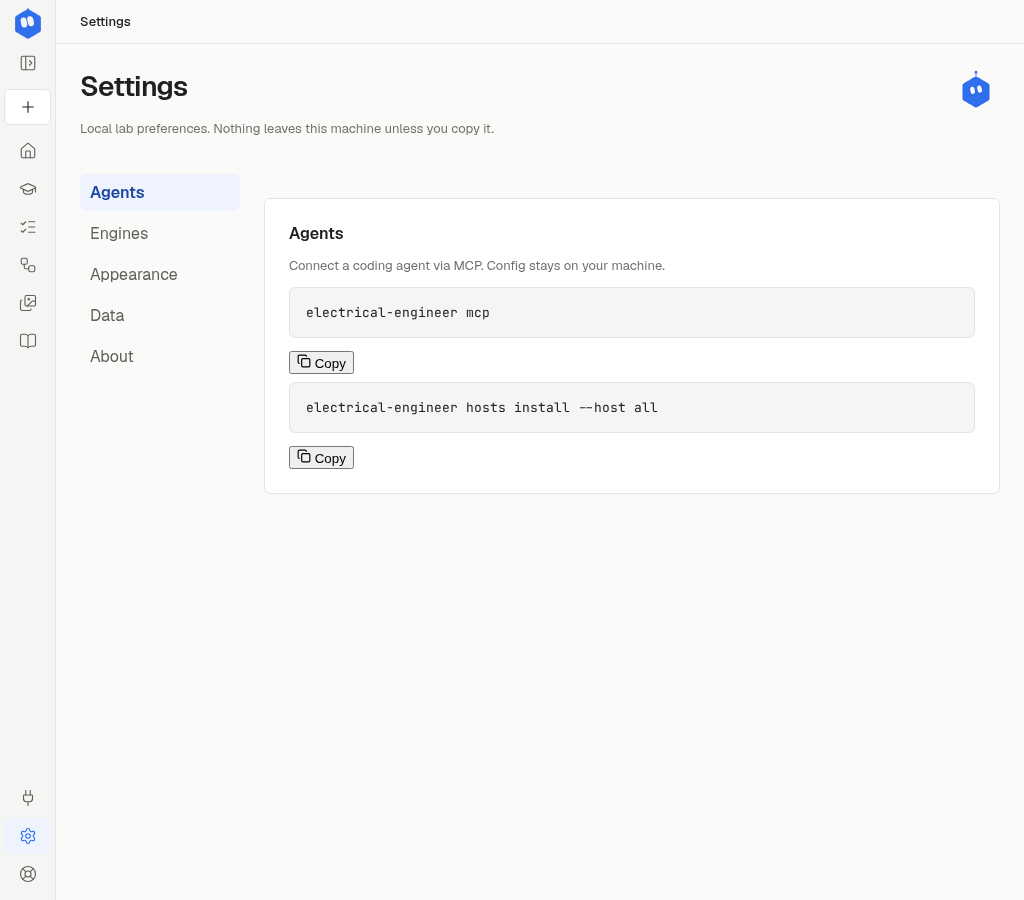 Settings
Settings
Local lab preferences. Nothing leaves this machine unless you copy it.
Agents
Engines
Appearance
Data
About
Agents
Connect a coding agent via MCP. Config stays on your machine.
electrical-engineer mcp
Copy
electrical-engineer hosts install --host all
Copy